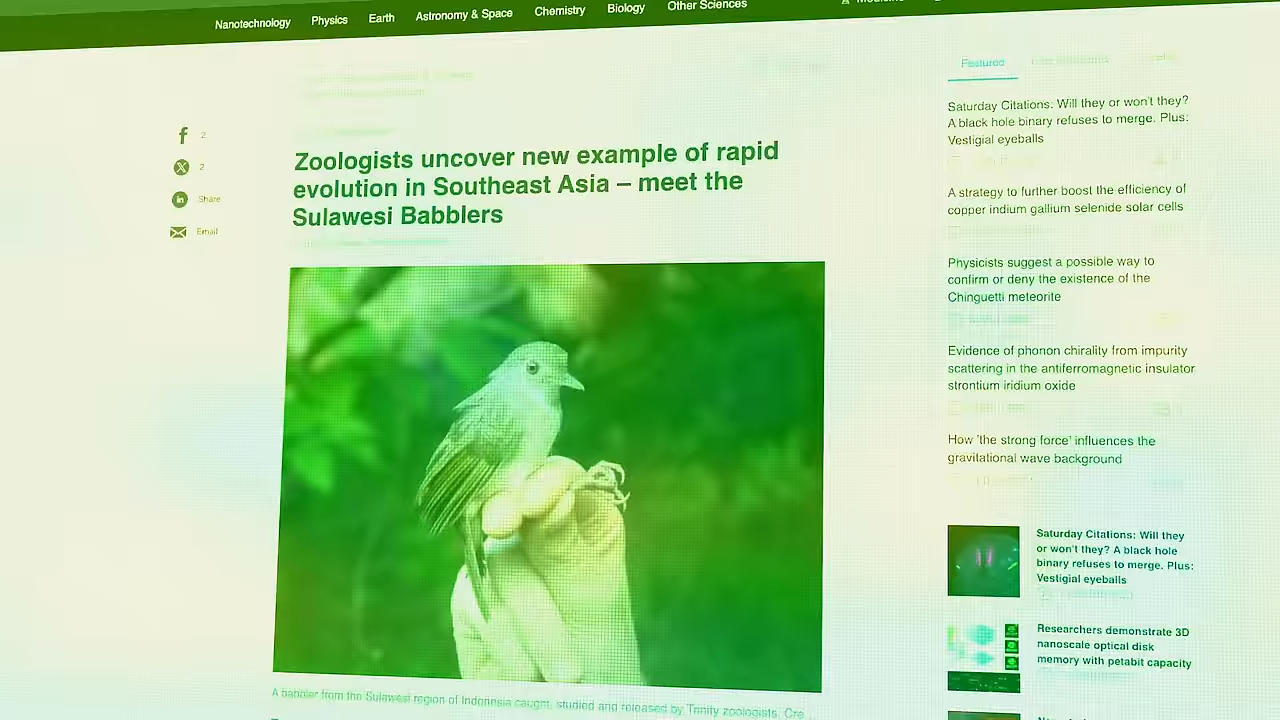 Nanotechnology Physics Earth Astronomy & Space Chemistry Biology Other Sciences
2
2
Share
Email
Zoologists uncover new example of rapid
evolution in Southeast Asia – meet the
Sulawesi Babblers
A babbler from the Sulawesi region of Indonesia caught, studied and released by Trinity zoologists. Cre...
Featured
Saturday Citations: Will they or won't they?
A black hole binary refuses to merge. Plus:
Vestigial eyeballs
A strategy to further boost the efficiency of
copper indium gallium selenide solar cells
Physicists suggest a possible way to
confirm or deny the existence of the
Chinguetti meteorite
Evidence of phonon chirality from impurity
scattering in the antiferromagnetic insulator
strontium iridium oxide
How 'the strong force' influences the
gravitational wave background
Saturday Citations: Will they
or won't they? A black hole
binary refuses to merge. Plus:
Vestigial eyeballs
Researchers demonstrate 3D
nanoscale optical disk
memory with petabit capacity